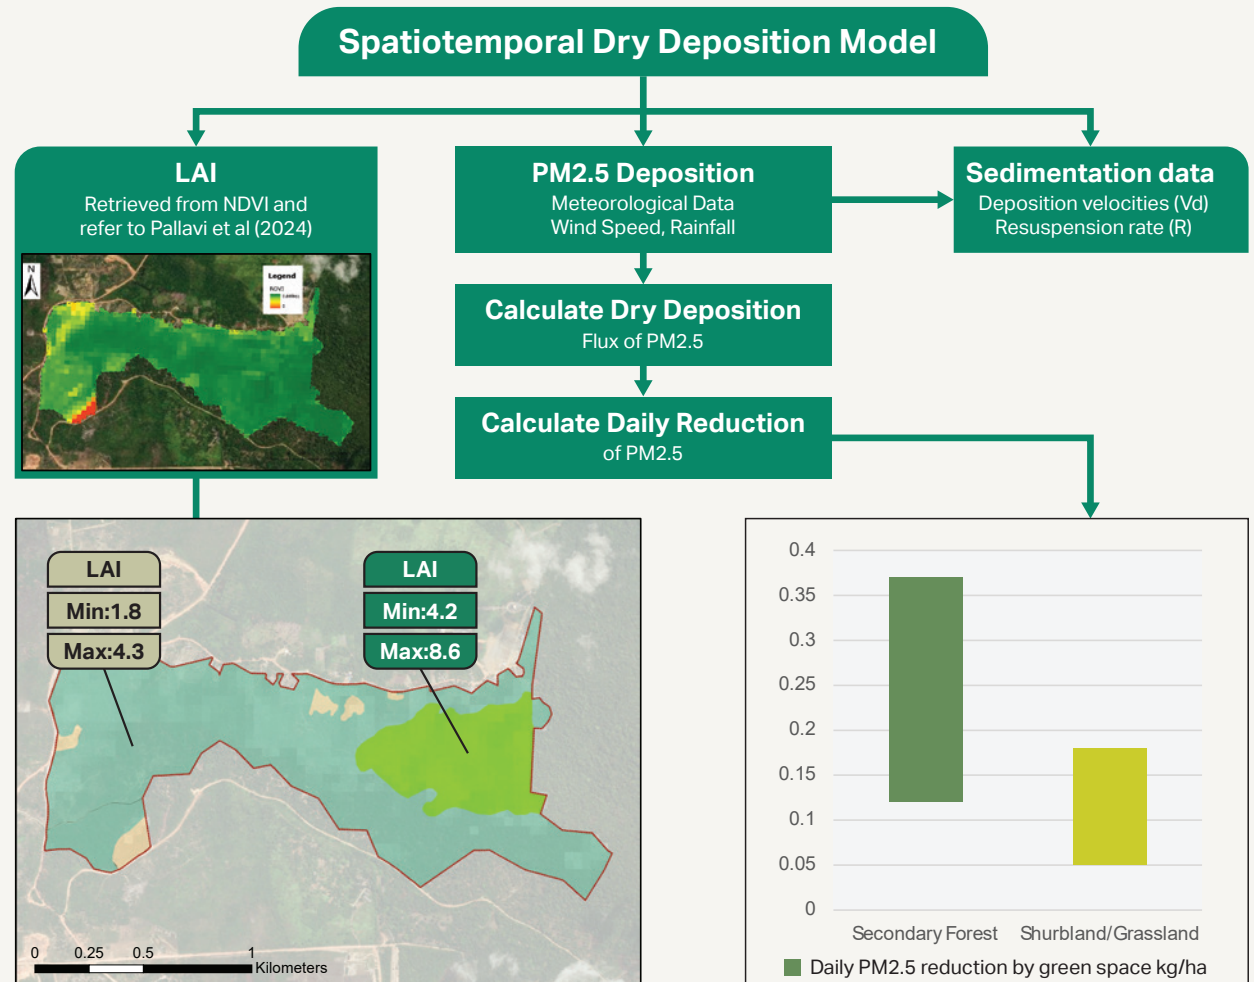 Spatiotemporal Dry Deposition Model
LAI
Retrieved from NDVI and
refer to Pallavi et al (2024)
N
Legend
NDVI
0
PM2.5 Deposition
Meteorological Data
Wind Speed, Rainfall
Sedimentation data
Deposition velocities (Vd)
Resuspension rate (R)
Calculate Dry Deposition
Flux of PM2.5
Calculate Daily Reduction
of PM2.5
LAI
Min:1.8
Max:4.3
LAI
Min:4.2
Max:8.6
0 0.25 0.5 1
Kilometers
0.4
0.35
0.3
0.25
0.2
0.15
0.1
0.05
0
Secondary Forest Shurbland/Grassland
Daily PM2.5 reduction by green space kg/ha